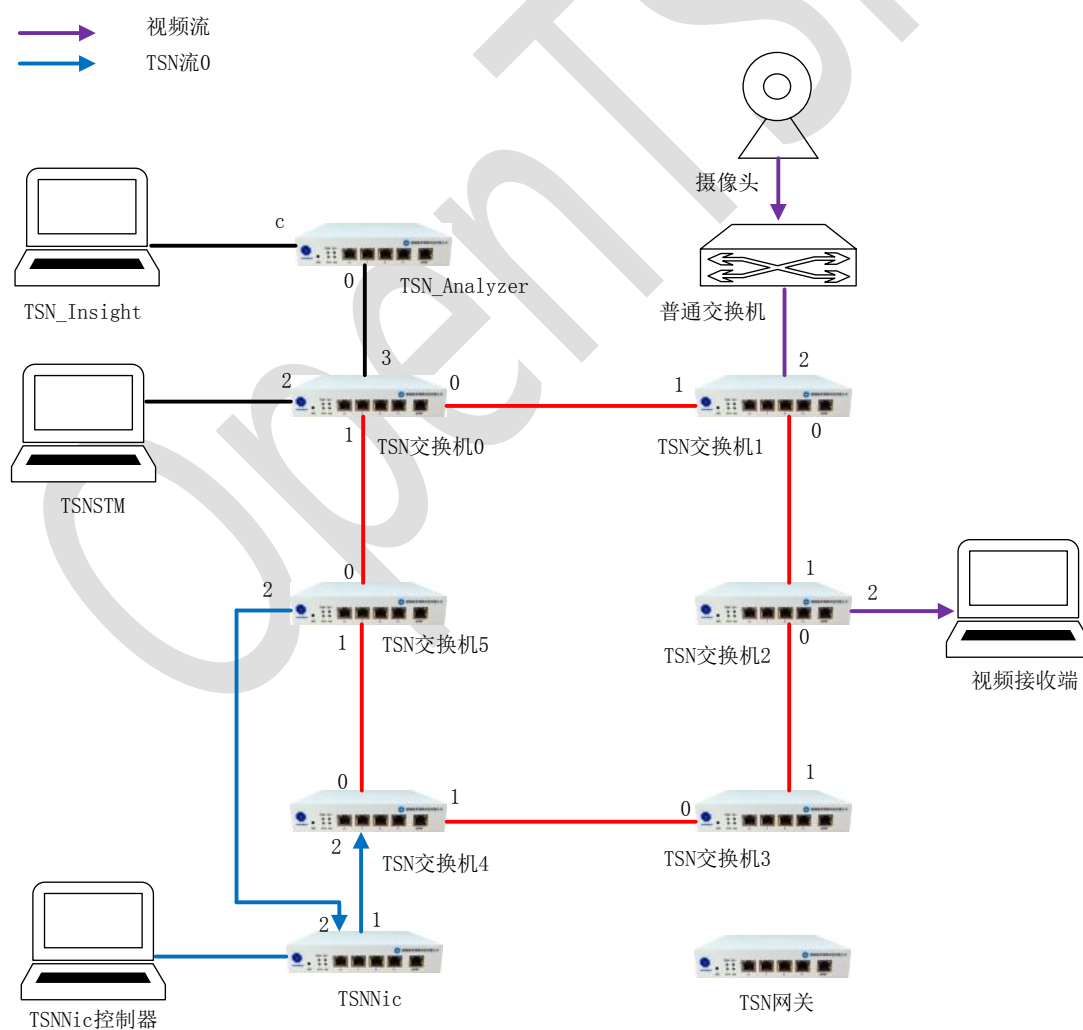 视频流
TSN流0
摄像头
c
0
TSN_Analyzer
TSN_Insight
普通交换机
3
2
2
0
1
1
TSN交换机0
TSN交换机1
0
TSNSTM
0
1
2
2
1
TSN交换机5
TSN交换机2
0
视频接收端
0
1
1
0
2
TSN交换机4
TSN交换机3
2
1
TSNNic
TSN网关
TSNNic控制器
OpenTS